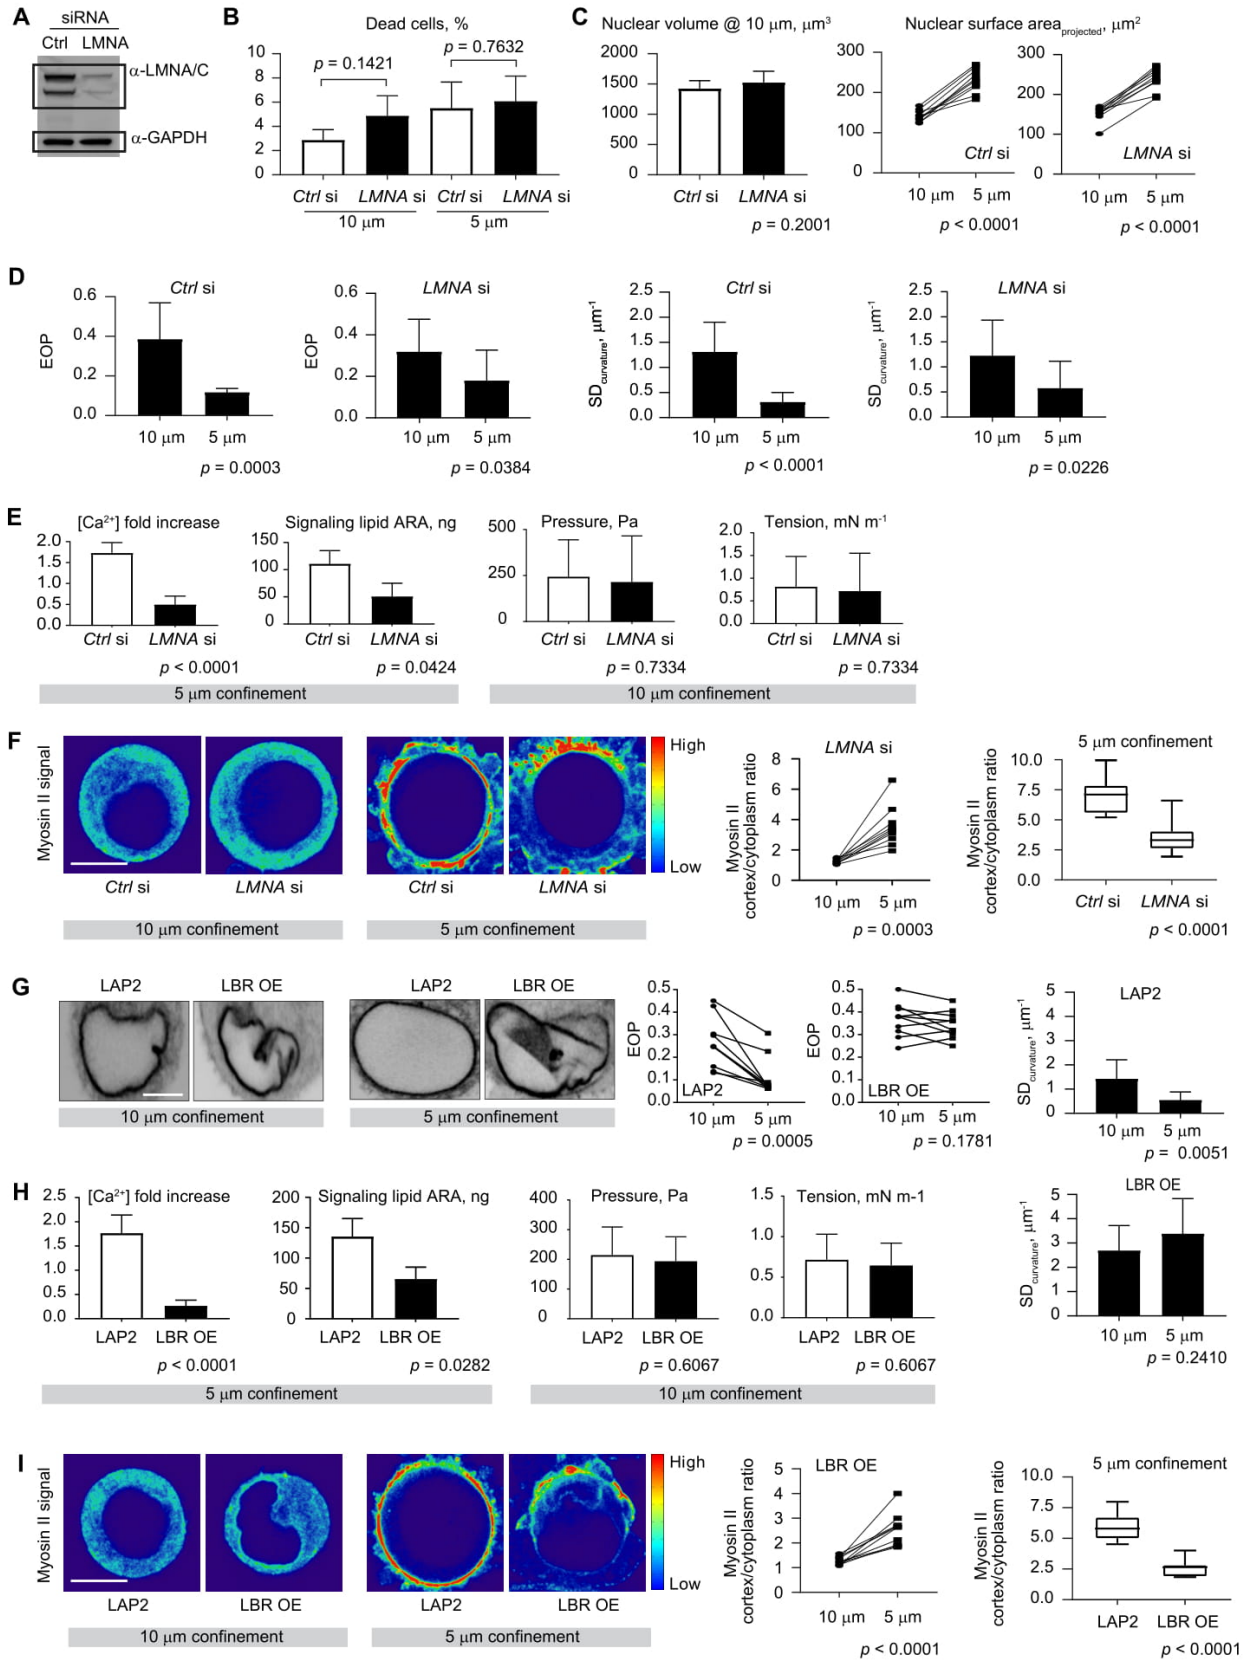 A
siRNA
Ctrl LMNA
α-LMNA/C
α-GAPDH
B
Dead cells, %
10
8
6
4
2
0
p = 0.1421
p = 0.7632
Ctrl si LMNA si Ctrl si LMNA si
10 μm 5 μm
C
Nuclear volume @ 10 μm, μm³
2000
1500
1000
500
0
Ctrl si LMNA si
p = 0.2001
Nuclear surface area projected, μm²
300
200
100
0
Ctrl si
10 μm 5 μm
p < 0.0001
300
200
100
0
LMNA si
10 μm 5 μm
p < 0.0001
D
Ctrl si
EOP
0.6
0.4
0.2
0.0
10 μm 5 μm
p = 0.0003
LMNA si
EOP
0.6
0.4
0.2
0.0
10 μm 5 μm
p = 0.0384
Ctrl si
SDcurvature, μm⁻¹
2.5
2.0
1.5
1.0
0.5
0.0
10 μm 5 μm
p < 0.0001
LMNA si
SDcurvature, μm⁻¹
2.5
2.0
1.5
1.0
0.5
0.0
10 μm 5 μm
p = 0.0226
E
[Ca²⁺] fold increase
2.0
1.5
1.0
0.5
0.0
Ctrl si LMNA si
p < 0.0001
Signaling lipid ARA, ng
150
100
50
0
Ctrl si LMNA si
p = 0.0424
5 μm confinement
Pressure, Pa
500
250
0
Ctrl si LMNA si
p = 0.7334
Tension, mN m⁻¹
2.0
1.5
1.0
0.5
0.0
Ctrl si LMNA si
p = 0.7334
10 μm confinement
F
Myosin II signal
Ctrl si LMNA si
10 μm confinement
Ctrl si LMNA si
5 μm confinement
High
Low
LMNA si
Myosin II
cortex/cytoplasm ratio
8
6
4
2
0
10 μm 5 μm
p = 0.0003
5 μm confinement
Myosin II
cortex/cytoplasm ratio
10.0
7.5
5.0
2.5
0.0
Ctrl si LMNA si
p < 0.0001
G
LAP2 LBR OE
10 μm confinement
LAP2 LBR OE
5 μm confinement
EOP
0.5
0.4
0.3
0.2
0.1
0.0
LAP2
10 μm 5 μm
p = 0.0005
EOP
0.5
0.4
0.3
0.2
0.1
0.0
LBR OE
10 μm 5 μm
p = 0.1781
LAP2
SDcurvature, μm⁻¹
5
4
3
2
1
0
10 μm 5 μm
p = 0.0051
LBR OE
SDcurvature, μm⁻¹
5
4
3
2
1
0
10 μm 5 μm
p = 0.2410
H
[Ca²⁺] fold increase
2.5
2.0
1.5
1.0
0.5
0.0
LAP2 LBR OE
p < 0.0001
Signaling lipid ARA, ng
200
150
100
50
0
LAP2 LBR OE
p = 0.0282
5 μm confinement
Pressure, Pa
400
300
200
100
0
LAP2 LBR OE
p = 0.6067
Tension, mN m-1
1.5
1.0
0.5
0.0
LAP2 LBR OE
p = 0.6067
10 μm confinement
I
Myosin II signal
LAP2 LBR OE
10 μm confinement
LAP2 LBR OE
5 μm confinement
High
Low
LBR OE
Myosin II
cortex/cytoplasm ratio
5
4
3
2
1
0
10 μm 5 μm
p < 0.0001
5 μm confinement
Myosin II
cortex/cytoplasm ratio
10.0
7.5
5.0
2.5
0.0
LAP2 LBR OE
p < 0.0001